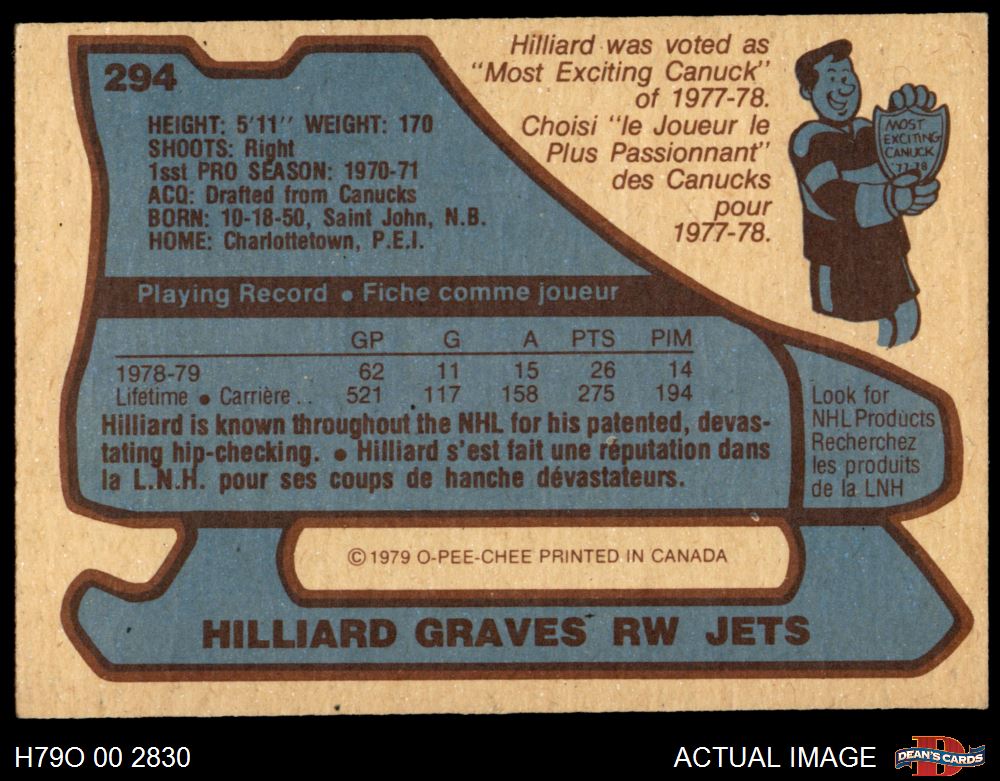 294
HEIGHT: 5'11'' WEIGHT: 170
SHOOTS: Right
1sst PRO SEASON: 1970-71
ACQ: Drafted from Canucks
BORN: 10-18-50, Saint John, N.B.
HOME: Charlottetown, P.E.I.
Hilliard was voted as
"Most Exciting Canuck"
of 1977-78.
Choisi "le Joueur le
Plus Passionnant"
des Canucks
pour
1977-78.
MOST
EXCITING
CANUCK
'77-78
Playing Record • Fiche comme joueur
GP G A PTS PIM
1978-79 62 11 15 26 14
Lifetime • Carrière .. 521 117 158 275 194
Hilliard is known throughout the NHL for his patented, devas-
tating hip-checking. • Hilliard s'est fait une réputation dans
la L.N.H. pour ses coups de hanche dévastateurs.
Look for
NHL Products
Recherchez
les produits
de la LNH
© 1979 O-PEE-CHEE PRINTED IN CANADA
HILLIARD GRAVES RW JETS
H79O 00 2830
ACTUAL IMAGE
D
DEAN'S CARDS